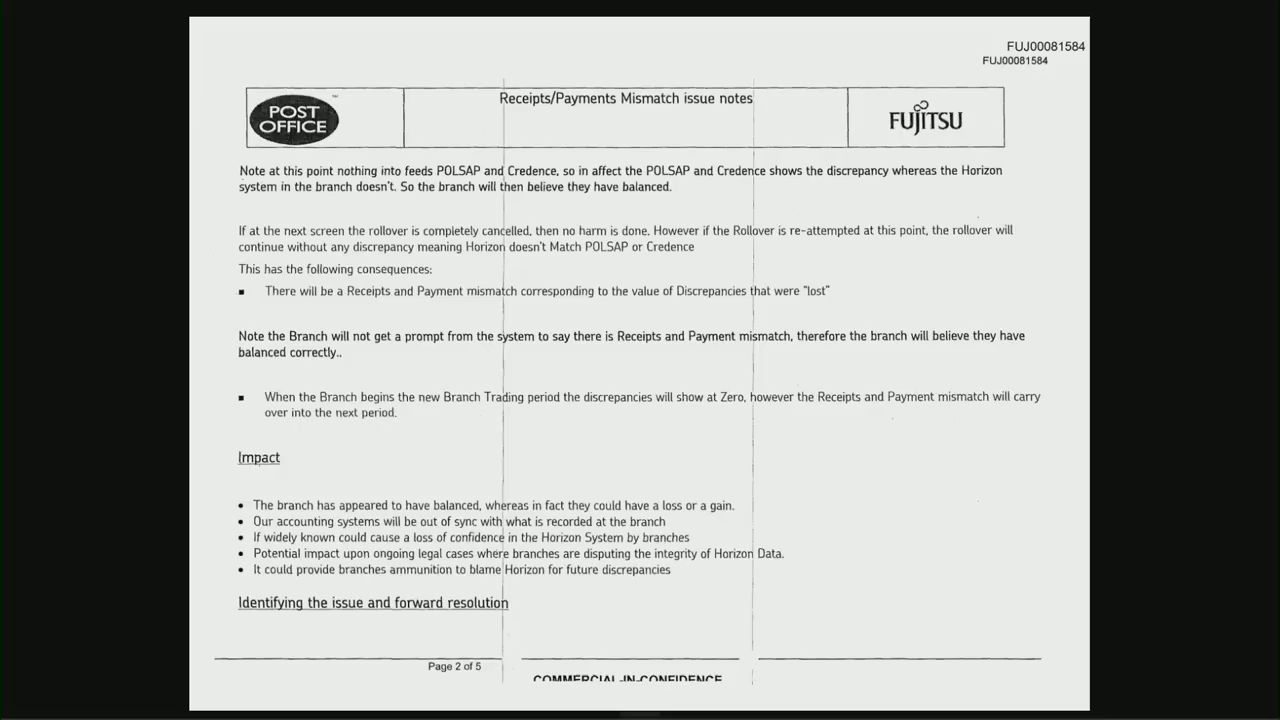 FUJ00081584
FUJ00081584
POST OFFICE
Receipts/Payments Mismatch issue notes
FUJITSU
Note at this point nothing into feeds POLSAP and Credence, so in affect the POLSAP and Credence shows the discrepancy whereas the Horizon
system in the branch doesn't. So the branch will then believe they have balanced.
If at the next screen the rollover is completely cancelled, then no harm is done. However if the Rollover is re-attempted at this point, the rollover will
continue without any discrepancy meaning Horizon doesn't Match POLSAP or Credence
This has the following consequences:
▪ There will be a Receipts and Payment mismatch corresponding to the value of Discrepancies that were "lost"
Note the Branch will not get a prompt from the system to say there is Receipts and Payment mismatch, therefore the branch will believe they have
balanced correctly..
▪ When the Branch begins the new Branch Trading period the discrepancies will show at Zero, however the Receipts and Payment mismatch will carry
over into the next period.
Impact
• The branch has appeared to have balanced, whereas in fact they could have a loss or a gain.
• Our accounting systems will be out of sync with what is recorded at the branch
• If widely known could cause a loss of confidence in the Horizon System by branches
• Potential impact upon ongoing legal cases where branches are disputing the integrity of Horizon Data.
• It could provide branches ammunition to blame Horizon for future discrepancies
Identifying the issue and forward resolution
Page 2 of 5
COMMERCIAL-IN-CONFIDENCE